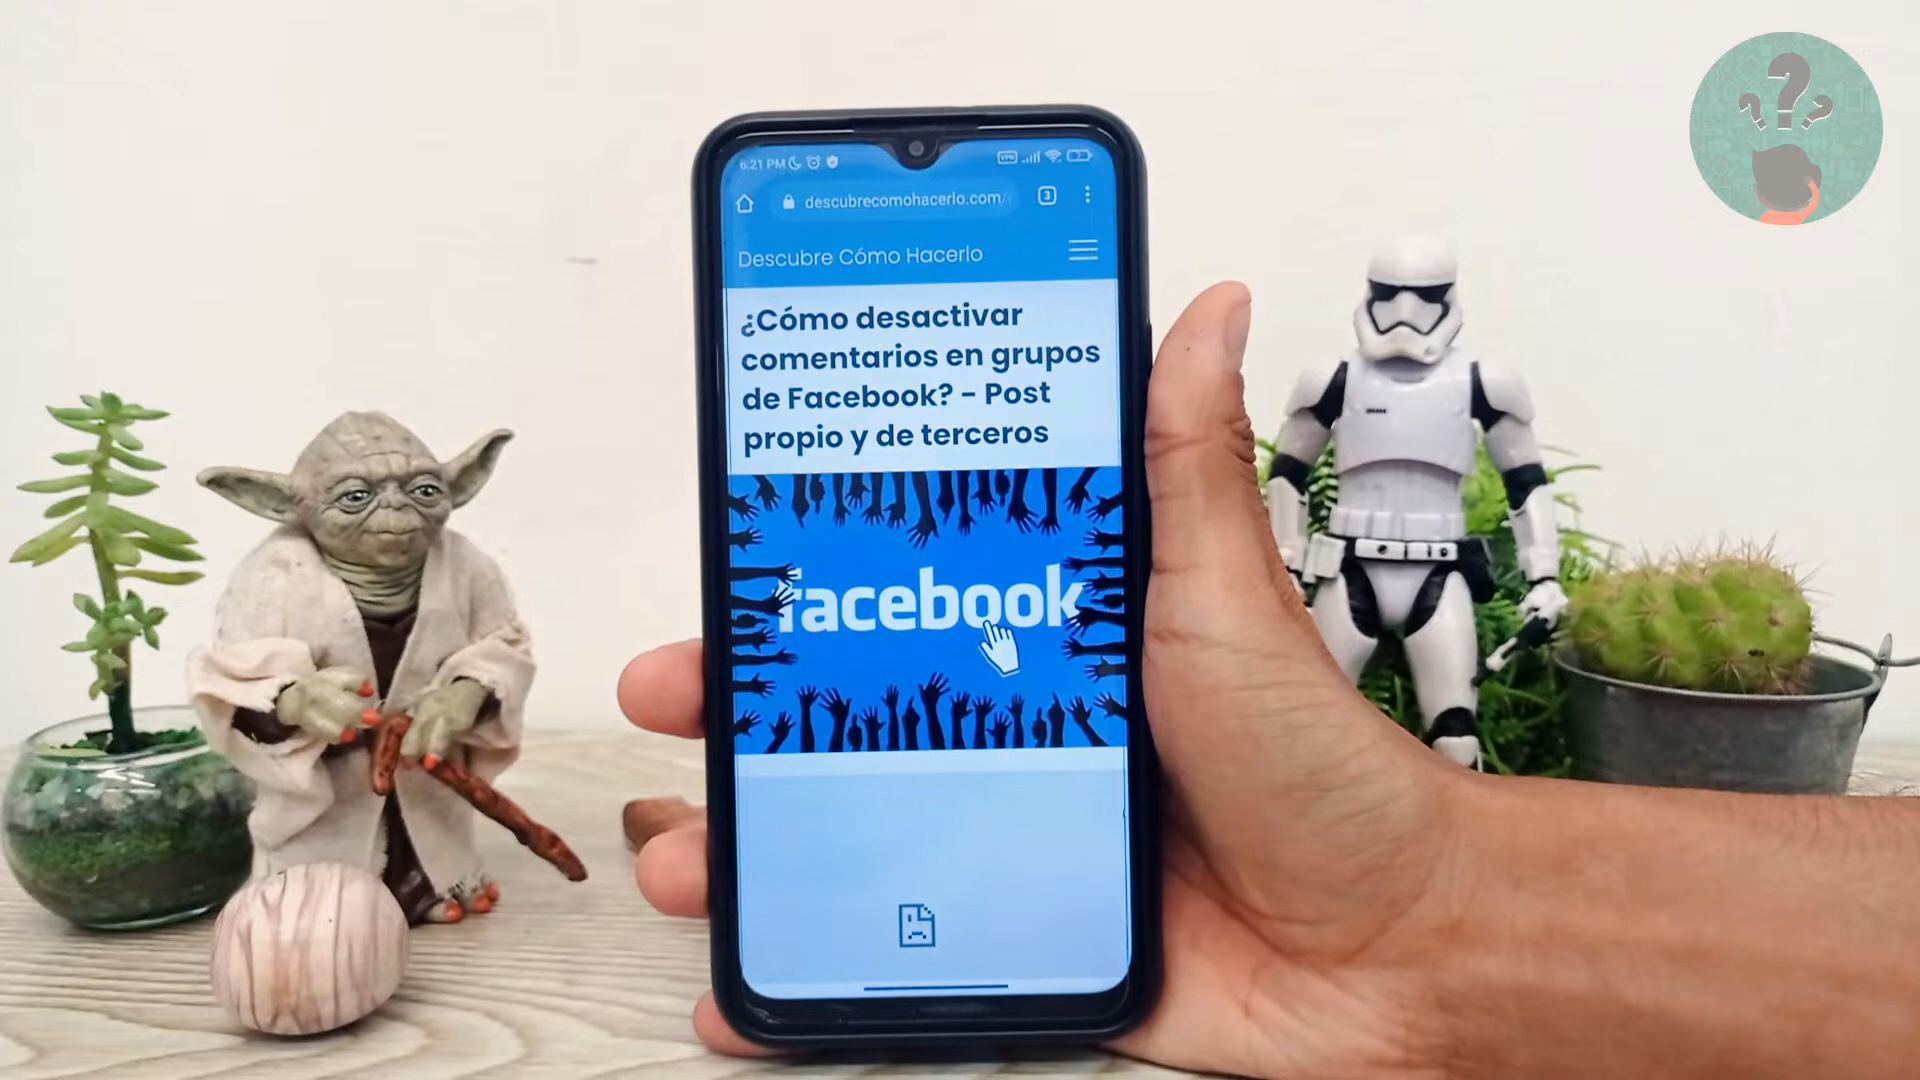 6:21 PM
VPN
descubrecomohacerlo.com/
3
Descubre Cómo Hacerlo
¿Cómo desactivar
comentarios en grupos
de Facebook? - Post
propio y de terceros
facebook